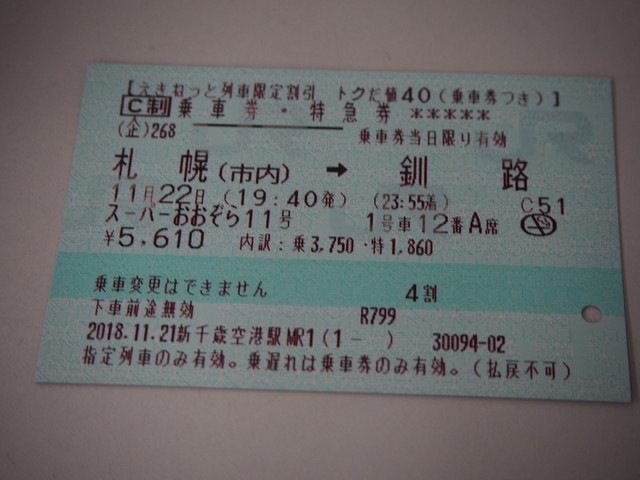 【えきねっと列車限定割引 トクだ値40(乗車券つき)】
C制 乗車券・特急券 *****
(企)268 乗車券当日限り有効
札幌(市内) → 釧路
11月22日 (19:40発) (23:55着) C51
スーパーおおぞら11号 1号車12番A席
¥5,610 内訳:乗3,750・特1,860
乗車変更はできません 4割
下車前途無効 R799
2018.11.21新千歳空港駅MR1(1- ) 30094-02
指定列車のみ有効。乗遅れは乗車券のみ有効。(払戻不可)